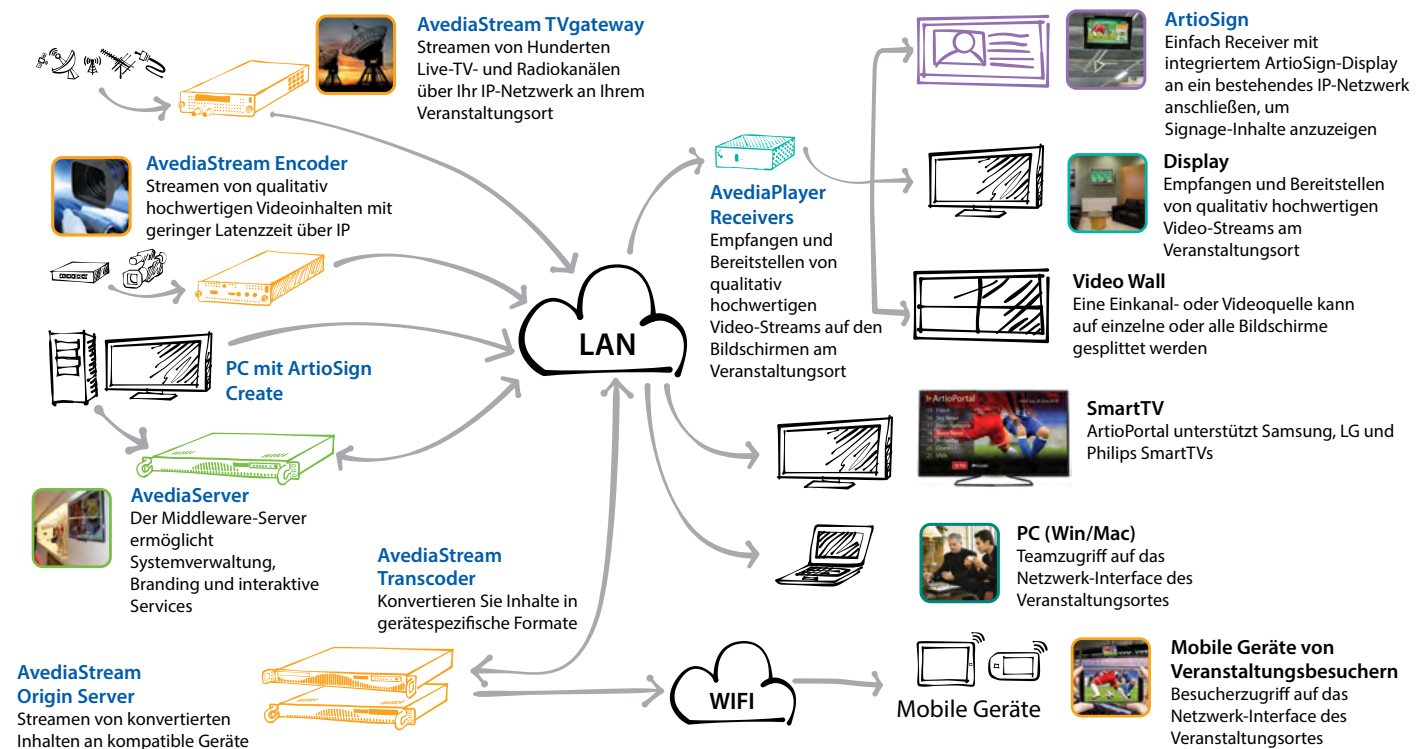 AvediaStream TVgateway
Streamen von Hunderten
Live-TV- und Radiokanälen
über Ihr IP-Netzwerk an Ihrem
Veranstaltungsort
AvediaStream Encoder
Streamen von qualitativ
hochwertigen Videoinhalten mit
geringer Latenzzeit über IP
PC mit ArtioSign
Create
AvediaServer
Der Middleware-Server
ermöglicht
Systemverwaltung,
Branding und interaktive
Services
AvediaStream
Transcoder
Konvertieren Sie Inhalte in
gerätespezifische Formate
AvediaStream
Origin Server
Streamen von konvertierten
Inhalten an kompatible Geräte
LAN
WIFI
AvediaPlayer
Receivers
Empfangen und
Bereitstellen von
qualitativ
hochwertigen
Video-Streams auf den
Bildschirmen am
Veranstaltungsort
ArtioSign
Einfach Receiver mit
integriertem ArtioSign-Display
an ein bestehendes IP-Netzwerk
anschließen, um
Signage-Inhalte anzuzeigen
Display
Empfangen und Bereitstellen
von qualitativ hochwertigen
Video-Streams am
Veranstaltungsort
Video Wall
Eine Einkanal- oder Videoquelle kann
auf einzelne oder alle Bildschirme
gesplittet werden
ArtioPortal
SmartTV
ArtioPortal unterstützt Samsung, LG und
Philips SmartTVs
PC (Win/Mac)
Teamzugriff auf das
Netzwerk-Interface des
Veranstaltungsortes
Mobile Geräte
Mobile Geräte von
Veranstaltungsbesuchern
Besucherzugriff auf das
Netzwerk-Interface des
Veranstaltungsortes